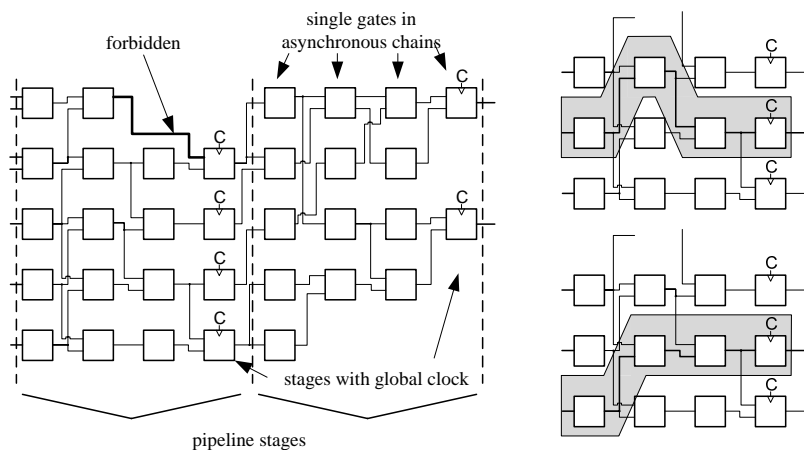 single gates in
asynchronous chains
forbidden
C
C
C
C
C
C
stages with global clock
pipeline stages
C
C
C
C
C
C